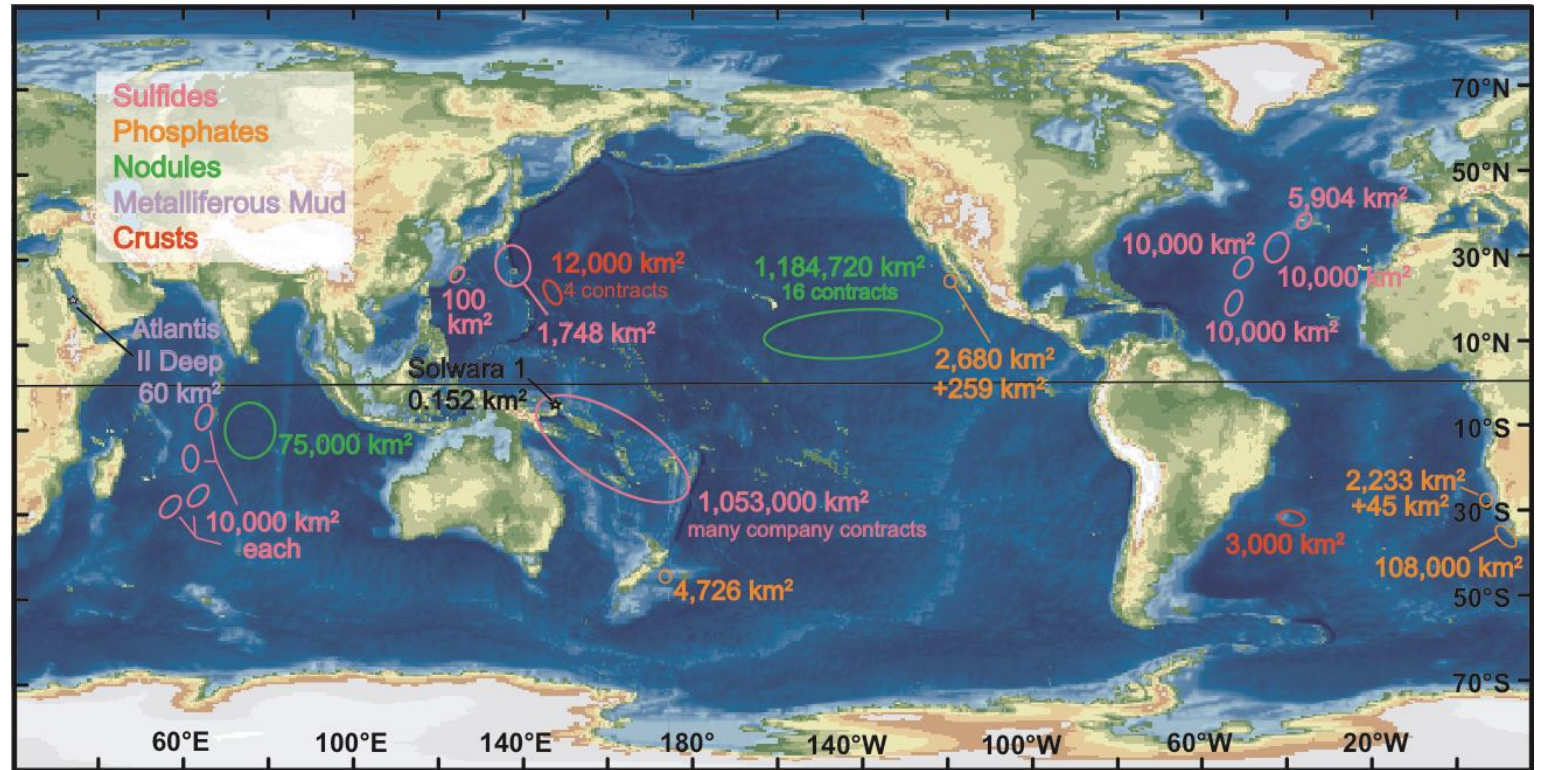 Sulfides
Phosphates
Nodules
Metalliferous Mud
Crusts
70°N
50°N
30°N
10°N
10°S
30°S
50°S
70°S
5,904 km²
10,000 km²
10,000 km²
10,000 km²
12,000 km²
4 contracts
100
km²
1,748 km²
1,184,720 km²
16 contracts
2,680 km²
+259 km²
Atlantis
II Deep
60 km²
Solwara 1
0.152 km²
75,000 km²
10,000 km²
each
1,053,000 km²
many company contracts
4,726 km²
2,233 km²
+45 km²
3,000 km²
108,000 km²
60°E
100°E
140°E
180°
140°W
100°W
60°W
20°W